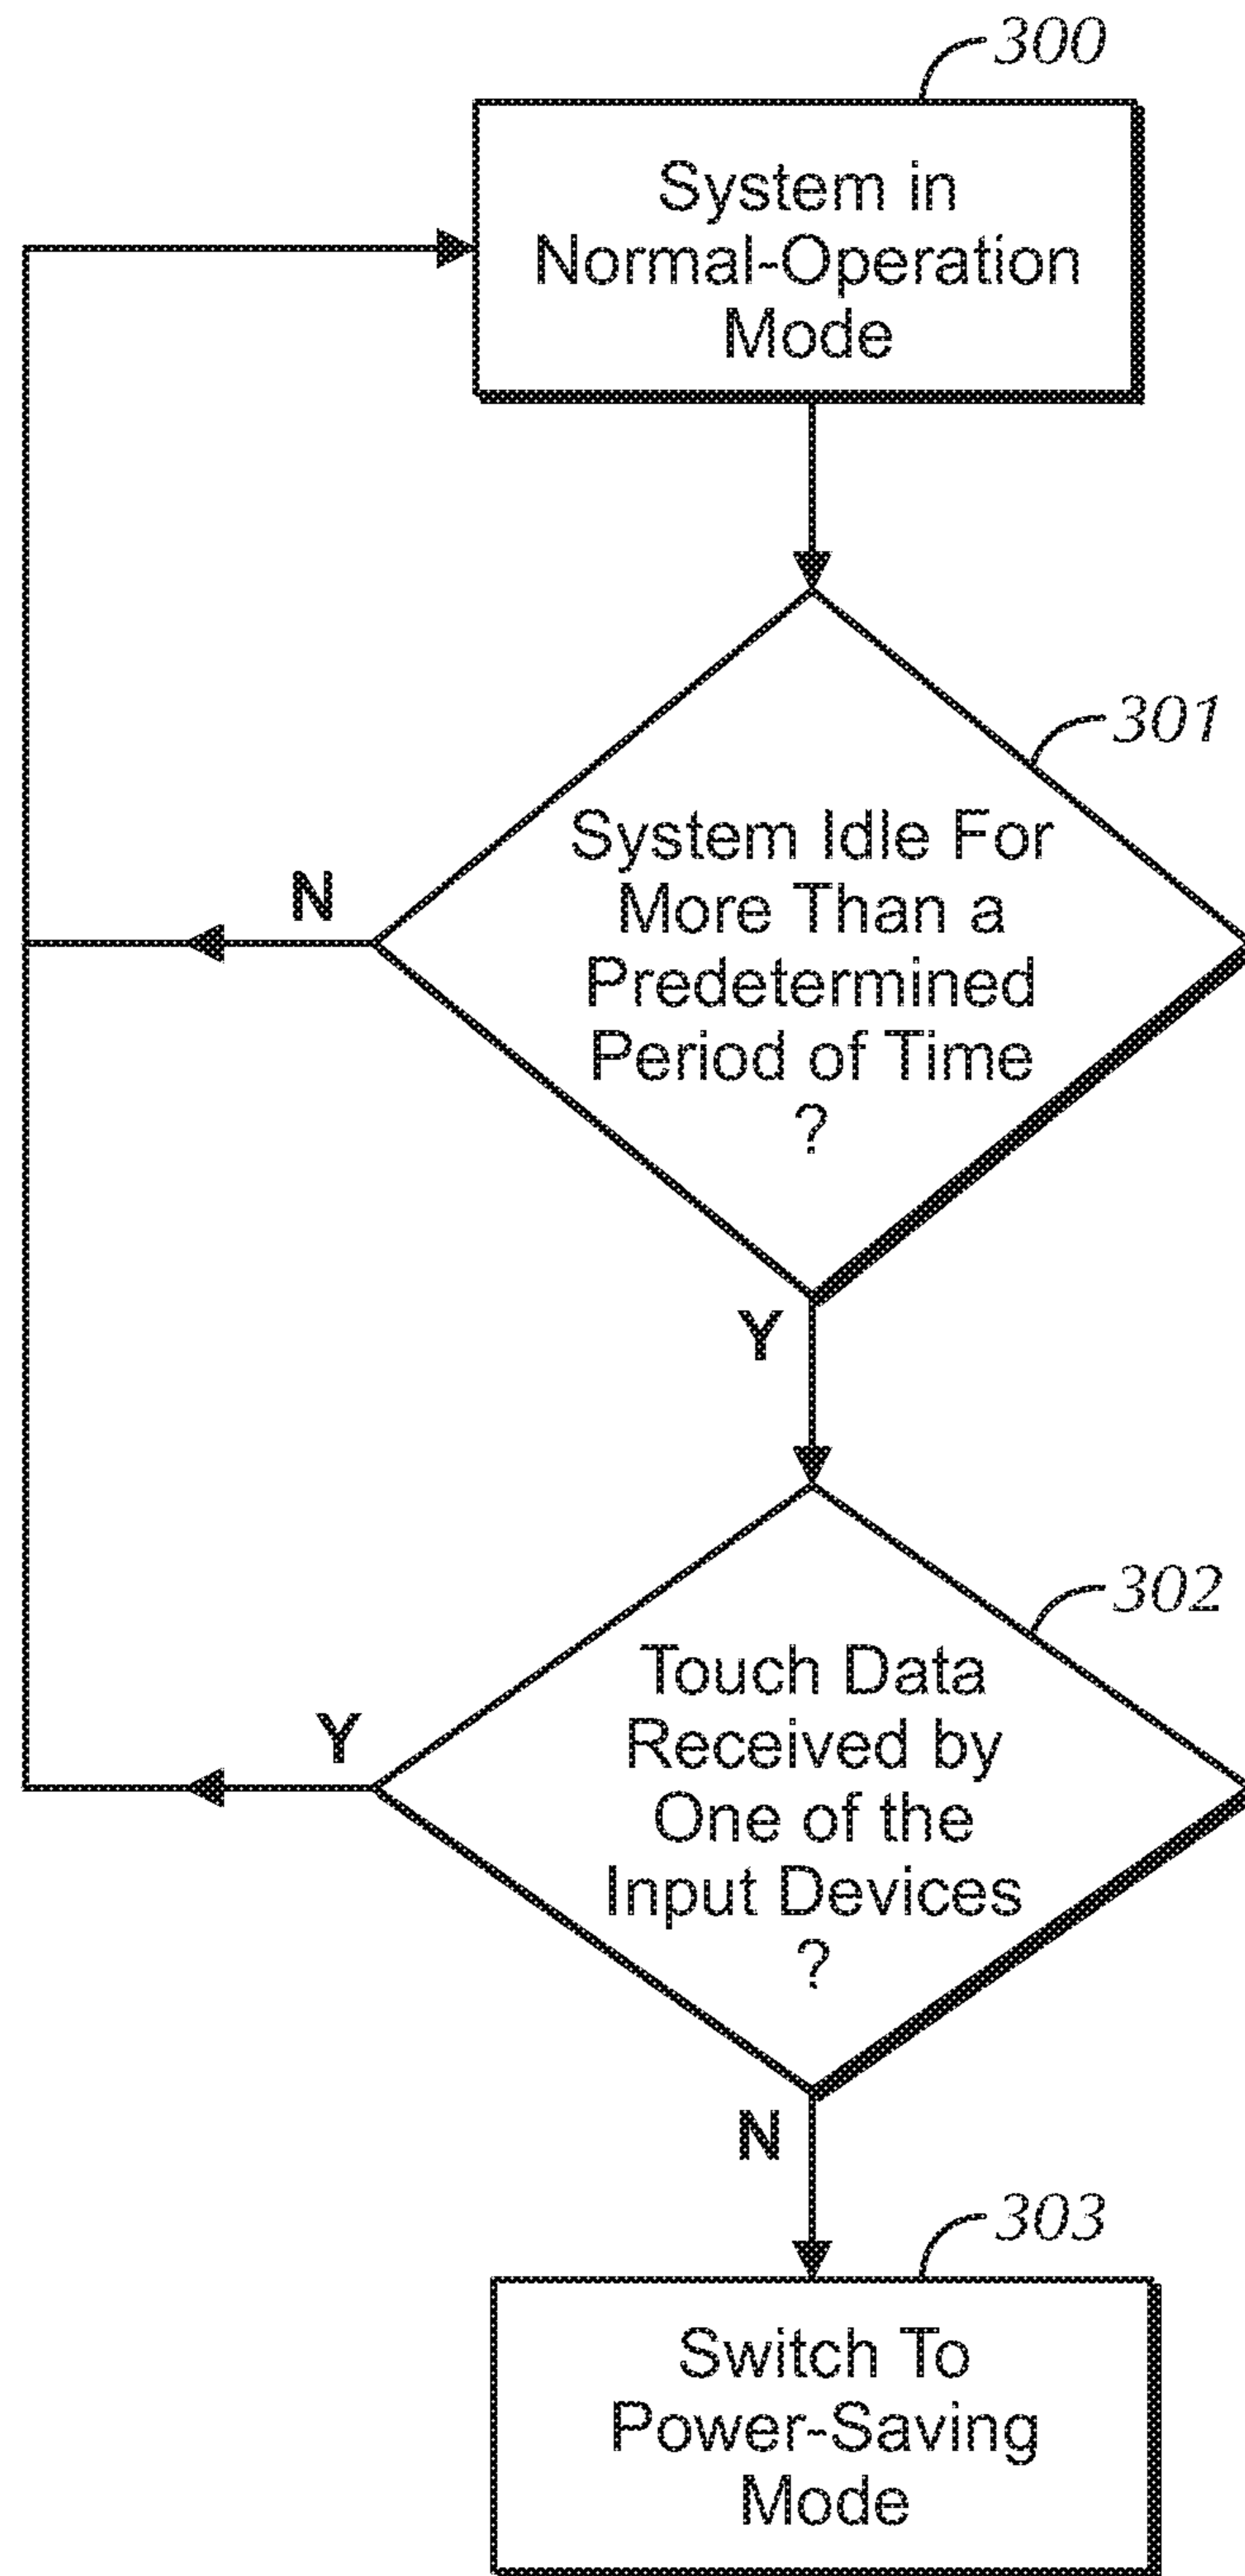 300
System in
Normal-Operation
Mode
301
System Idle For
More Than a
Predetermined
Period of Time
?
N
Y
302
Touch Data
Received by
One of the
Input Devices
?
Y
N
303
Switch To
Power-Saving
Mode